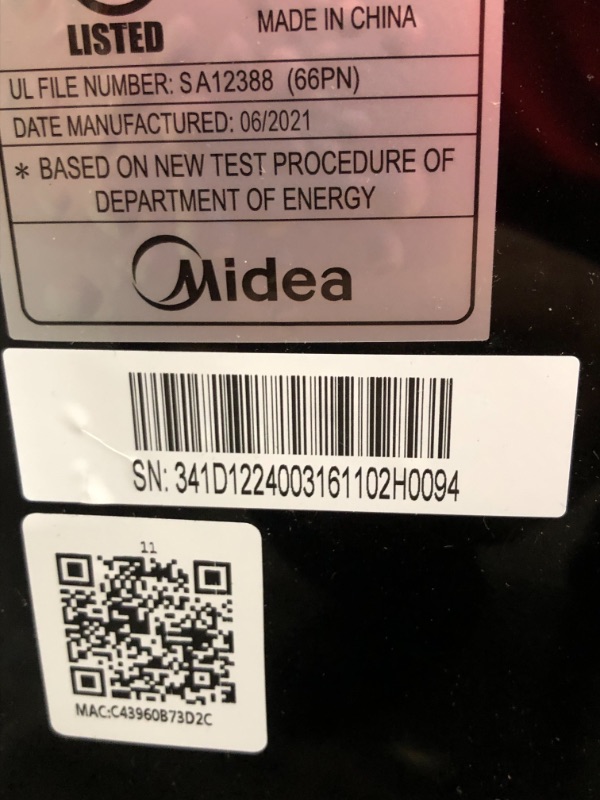 LISTED
MADE IN CHINA
UL FILE NUMBER: SA12388 (66PN)
DATE MANUFACTURED: 06/2021
* BASED ON NEW TEST PROCEDURE OF
DEPARTMENT OF ENERGY
Midea
SN: 341D1224003161102H0094
11
MAC:C43960B73D2C